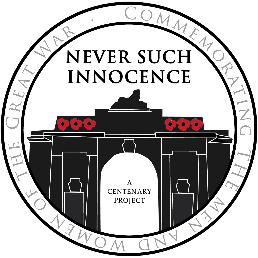 COMMEMORATING THE MEN AND WOMEN OF THE GREAT WAR ·
NEVER SUCH
INNOCENCE
A
CENTENARY
PROJECT